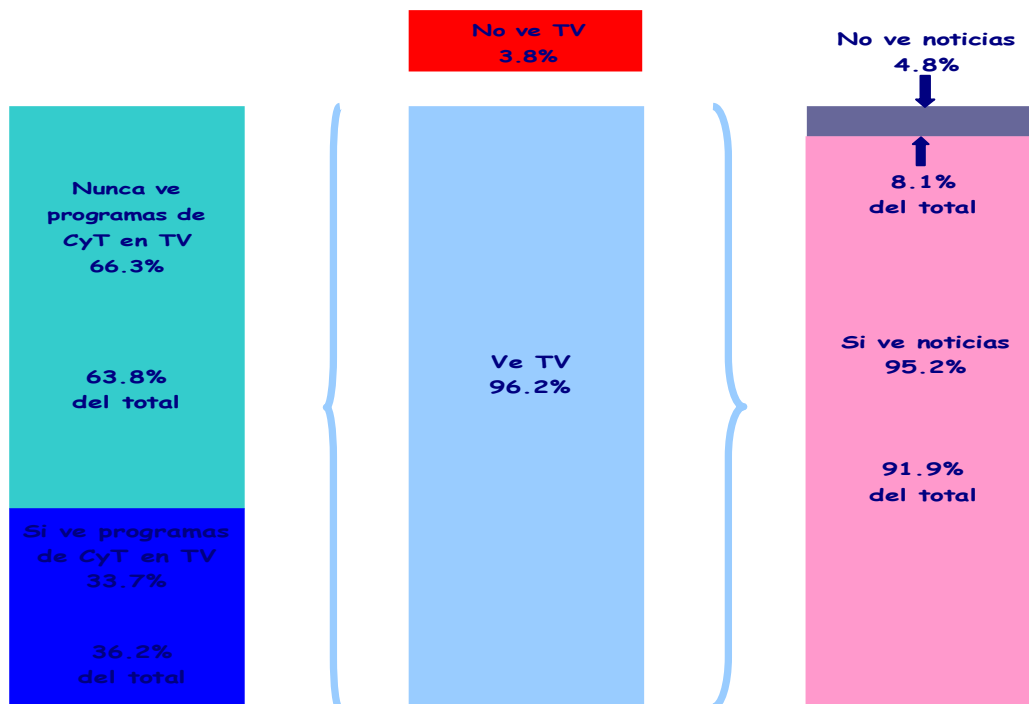 No ve TV
3.8%
No ve noticias
4.8%
Nunca ve
programas de
CyT en TV
66.3%
63.8%
del total
Si ve programas
de CyT en TV
33.7%
36.2%
del total
Ve TV
96.2%
8.1%
del total
Si ve noticias
95.2%
91.9%
del total